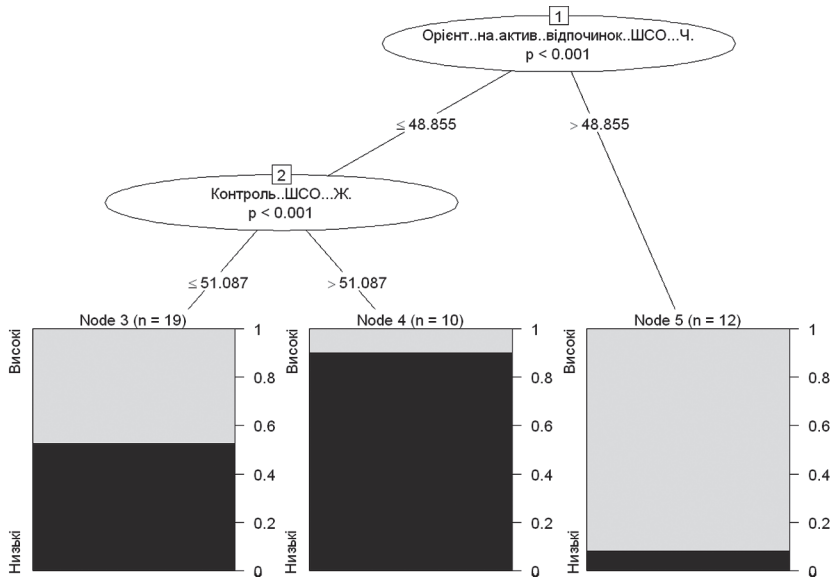 1
Орієнт..на.актив..відпочинок..ШСО...Ч.
p < 0.001
≤ 48.855
> 48.855
2
Контроль..ШСО...Ж.
p < 0.001
≤ 51.087
> 51.087
Node 3 (n = 19)
Високі
Низькі
1
0.8
0.6
0.4
0.2
0
Node 4 (n = 10)
Високі
Низькі
1
0.8
0.6
0.4
0.2
0
Node 5 (n = 12)
Високі
Низькі
1
0.8
0.6
0.4
0.2
0